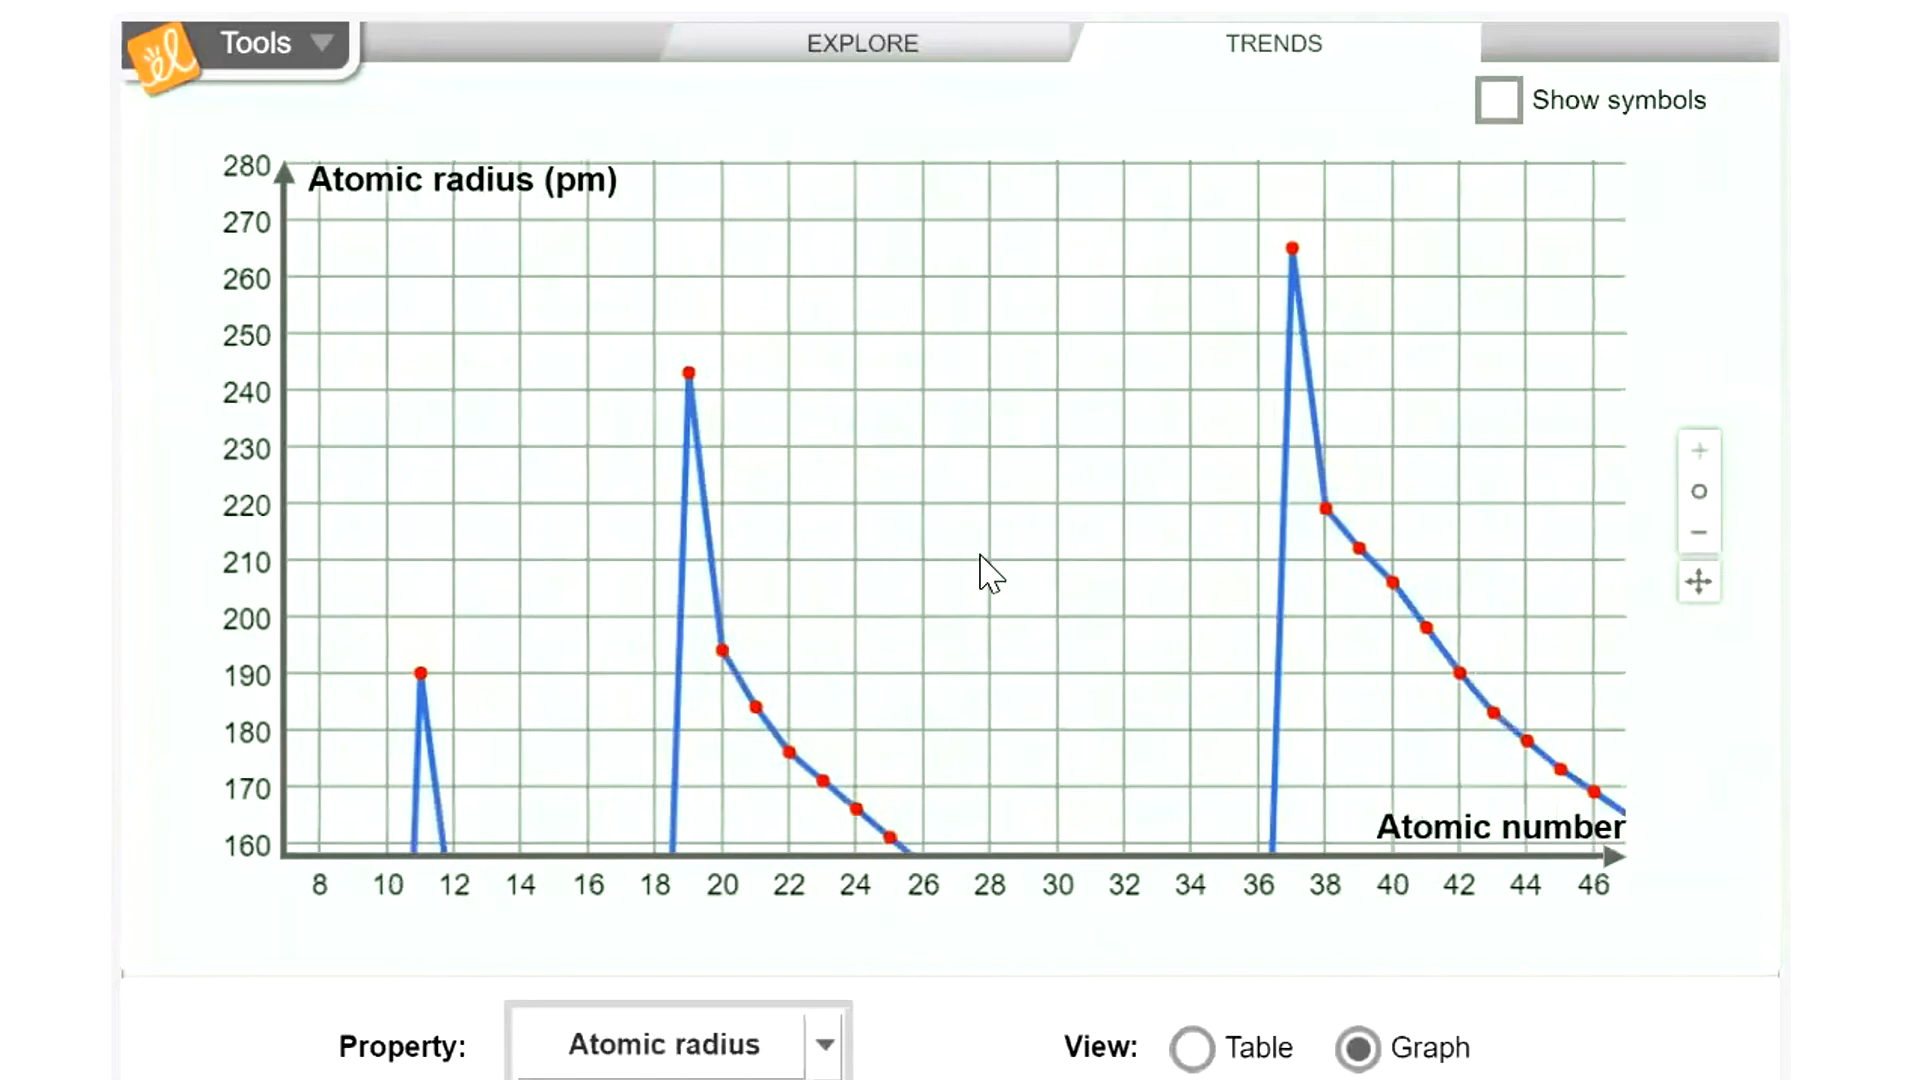 Tools
EXPLORE
TRENDS
Show symbols
280
Atomic radius (pm)
270
260
250
240
230
220
210
200
190
180
170
160
Atomic number
8 10 12 14 16 18 20 22 24 26 28 30 32 34 36 38 40 42 44 46
Property:
Atomic radius
View:
Table
Graph